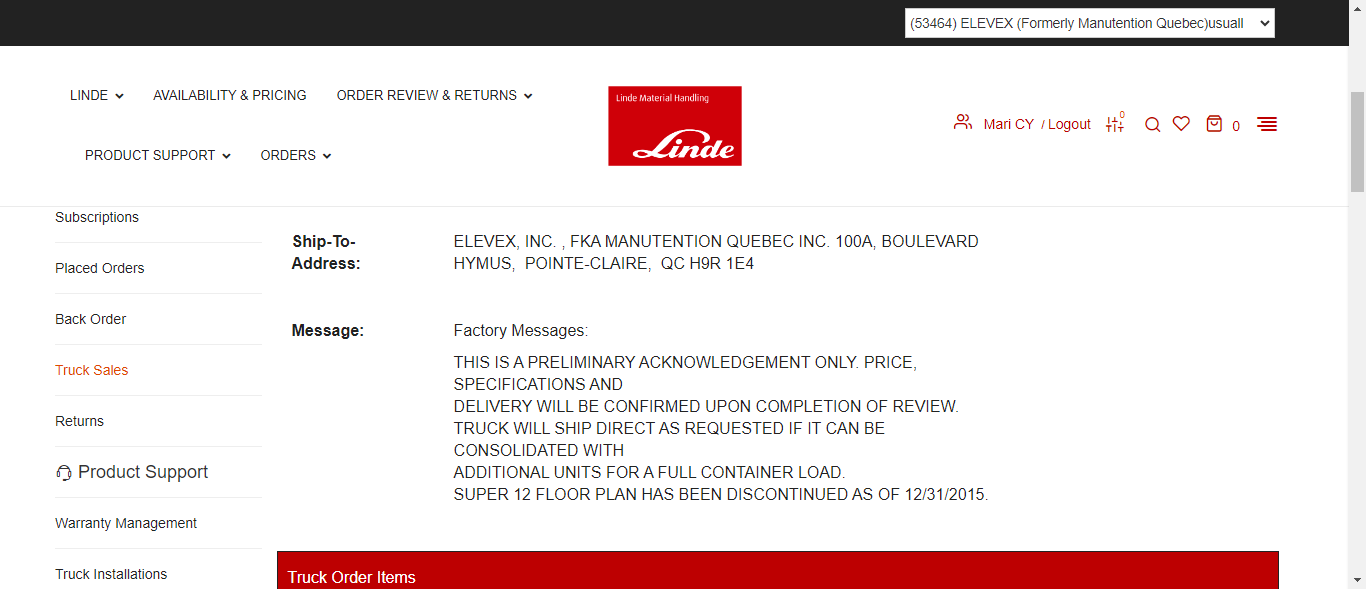 (53464) ELEVEX (Formerly Manutention Quebec)usuall
LINDE AVAILABILITY & PRICING ORDER REVIEW & RETURNS
Linde Material Handling
Linde
Mari CY / Logout 0 0
PRODUCT SUPPORT ORDERS
Subscriptions
Placed Orders
Back Order
Truck Sales
Returns
Product Support
Warranty Management
Truck Installations
Ship-To-
Address:
ELEVEX, INC. , FKA MANUTENTION QUEBEC INC. 100A, BOULEVARD
HYMUS, POINTE-CLAIRE, QC H9R 1E4
Message:
Factory Messages:
THIS IS A PRELIMINARY ACKNOWLEDGEMENT ONLY. PRICE,
SPECIFICATIONS AND
DELIVERY WILL BE CONFIRMED UPON COMPLETION OF REVIEW.
TRUCK WILL SHIP DIRECT AS REQUESTED IF IT CAN BE
CONSOLIDATED WITH
ADDITIONAL UNITS FOR A FULL CONTAINER LOAD.
SUPER 12 FLOOR PLAN HAS BEEN DISCONTINUED AS OF 12/31/2015.
Truck Order Items